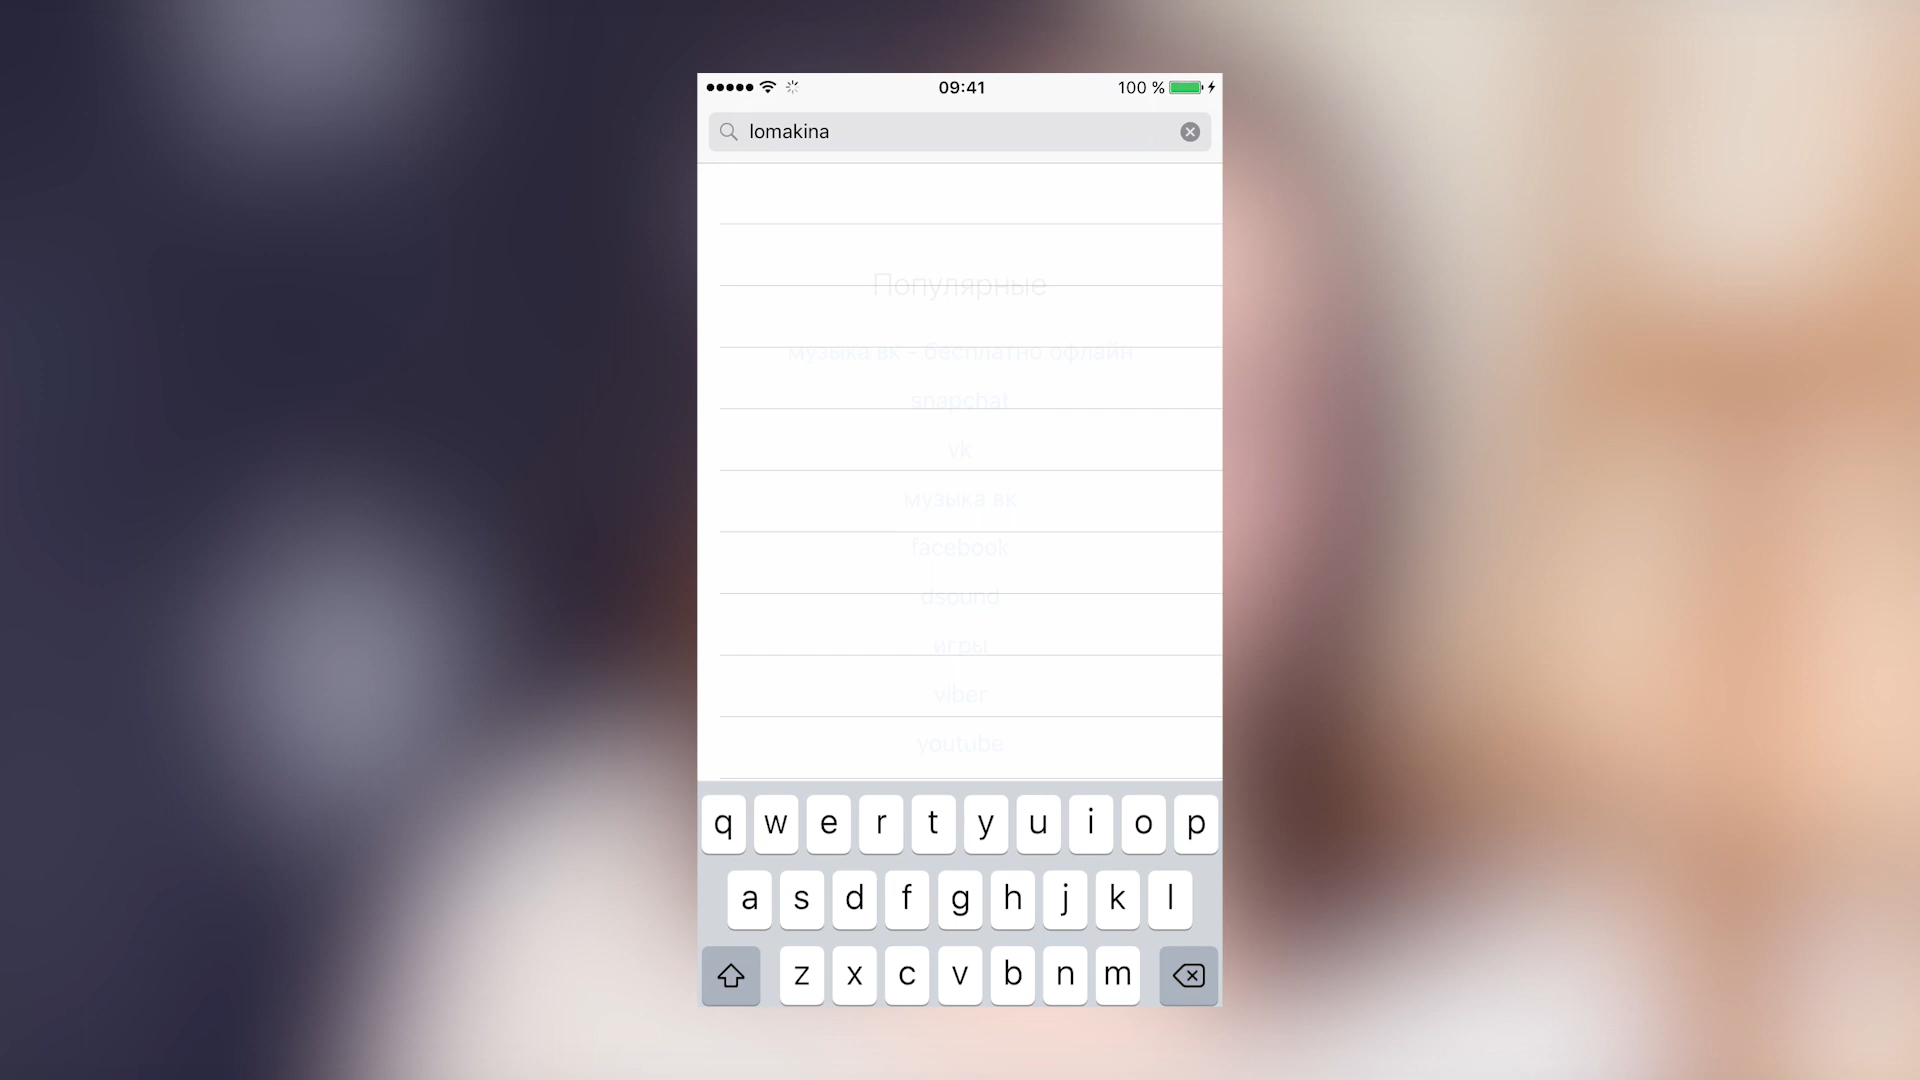 09:41
100 %
lomakina
Популярные
музыка вк - бесплатно офлайн
snapchat
vk
музыка вк
facebook
dsound
игры
viber
youtube
q w e r t y u i o p
a s d f g h j k l
z x c v b n m